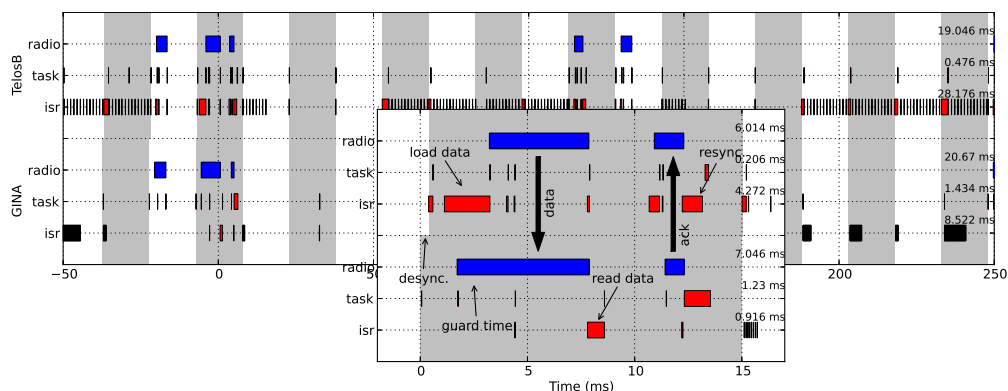 TelosB
radio
19.046 ms
task
0.476 ms
isr
28.176 ms
GINA
radio
20.67 ms
task
1.434 ms
isr
8.522 ms
−50
0
50
200
250
radio
6.014 ms
load data
resync.
task
0.206 ms
isr
4.272 ms
data
ack
desync.
radio
7.046 ms
read data
task
1.23 ms
guard time
isr
0.916 ms
0
5
10
15
Time (ms)